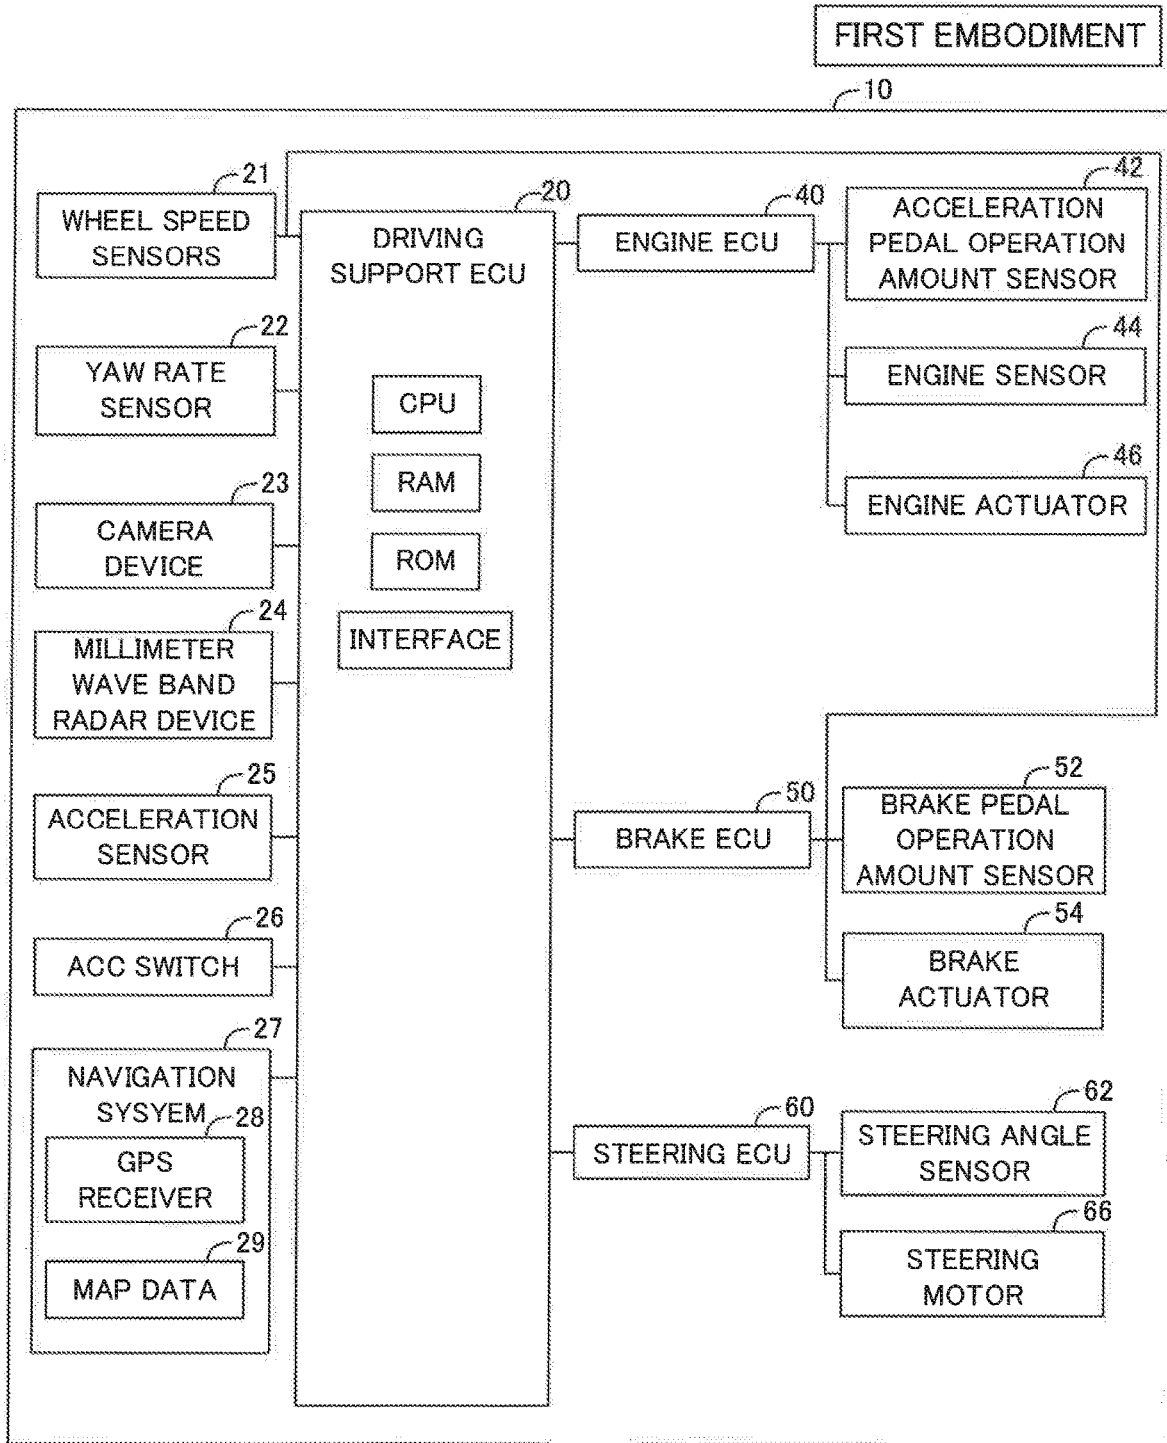 FIRST EMBODIMENT
10
21
WHEEL SPEED
SENSORS
22
YAW RATE
SENSOR
23
CAMERA
DEVICE
24
MILLIMETER
WAVE BAND
RADAR DEVICE
25
ACCELERATION
SENSOR
26
ACC SWITCH
27
NAVIGATION
SYSYEM
28
GPS
RECEIVER
29
MAP DATA
20
DRIVING
SUPPORT ECU
CPU
RAM
ROM
INTERFACE
40
ENGINE ECU
42
ACCELERATION
PEDAL OPERATION
AMOUNT SENSOR
44
ENGINE SENSOR
46
ENGINE ACTUATOR
50
BRAKE ECU
52
BRAKE PEDAL
OPERATION
AMOUNT SENSOR
54
BRAKE
ACTUATOR
60
STEERING ECU
62
STEERING ANGLE
SENSOR
66
STEERING
MOTOR